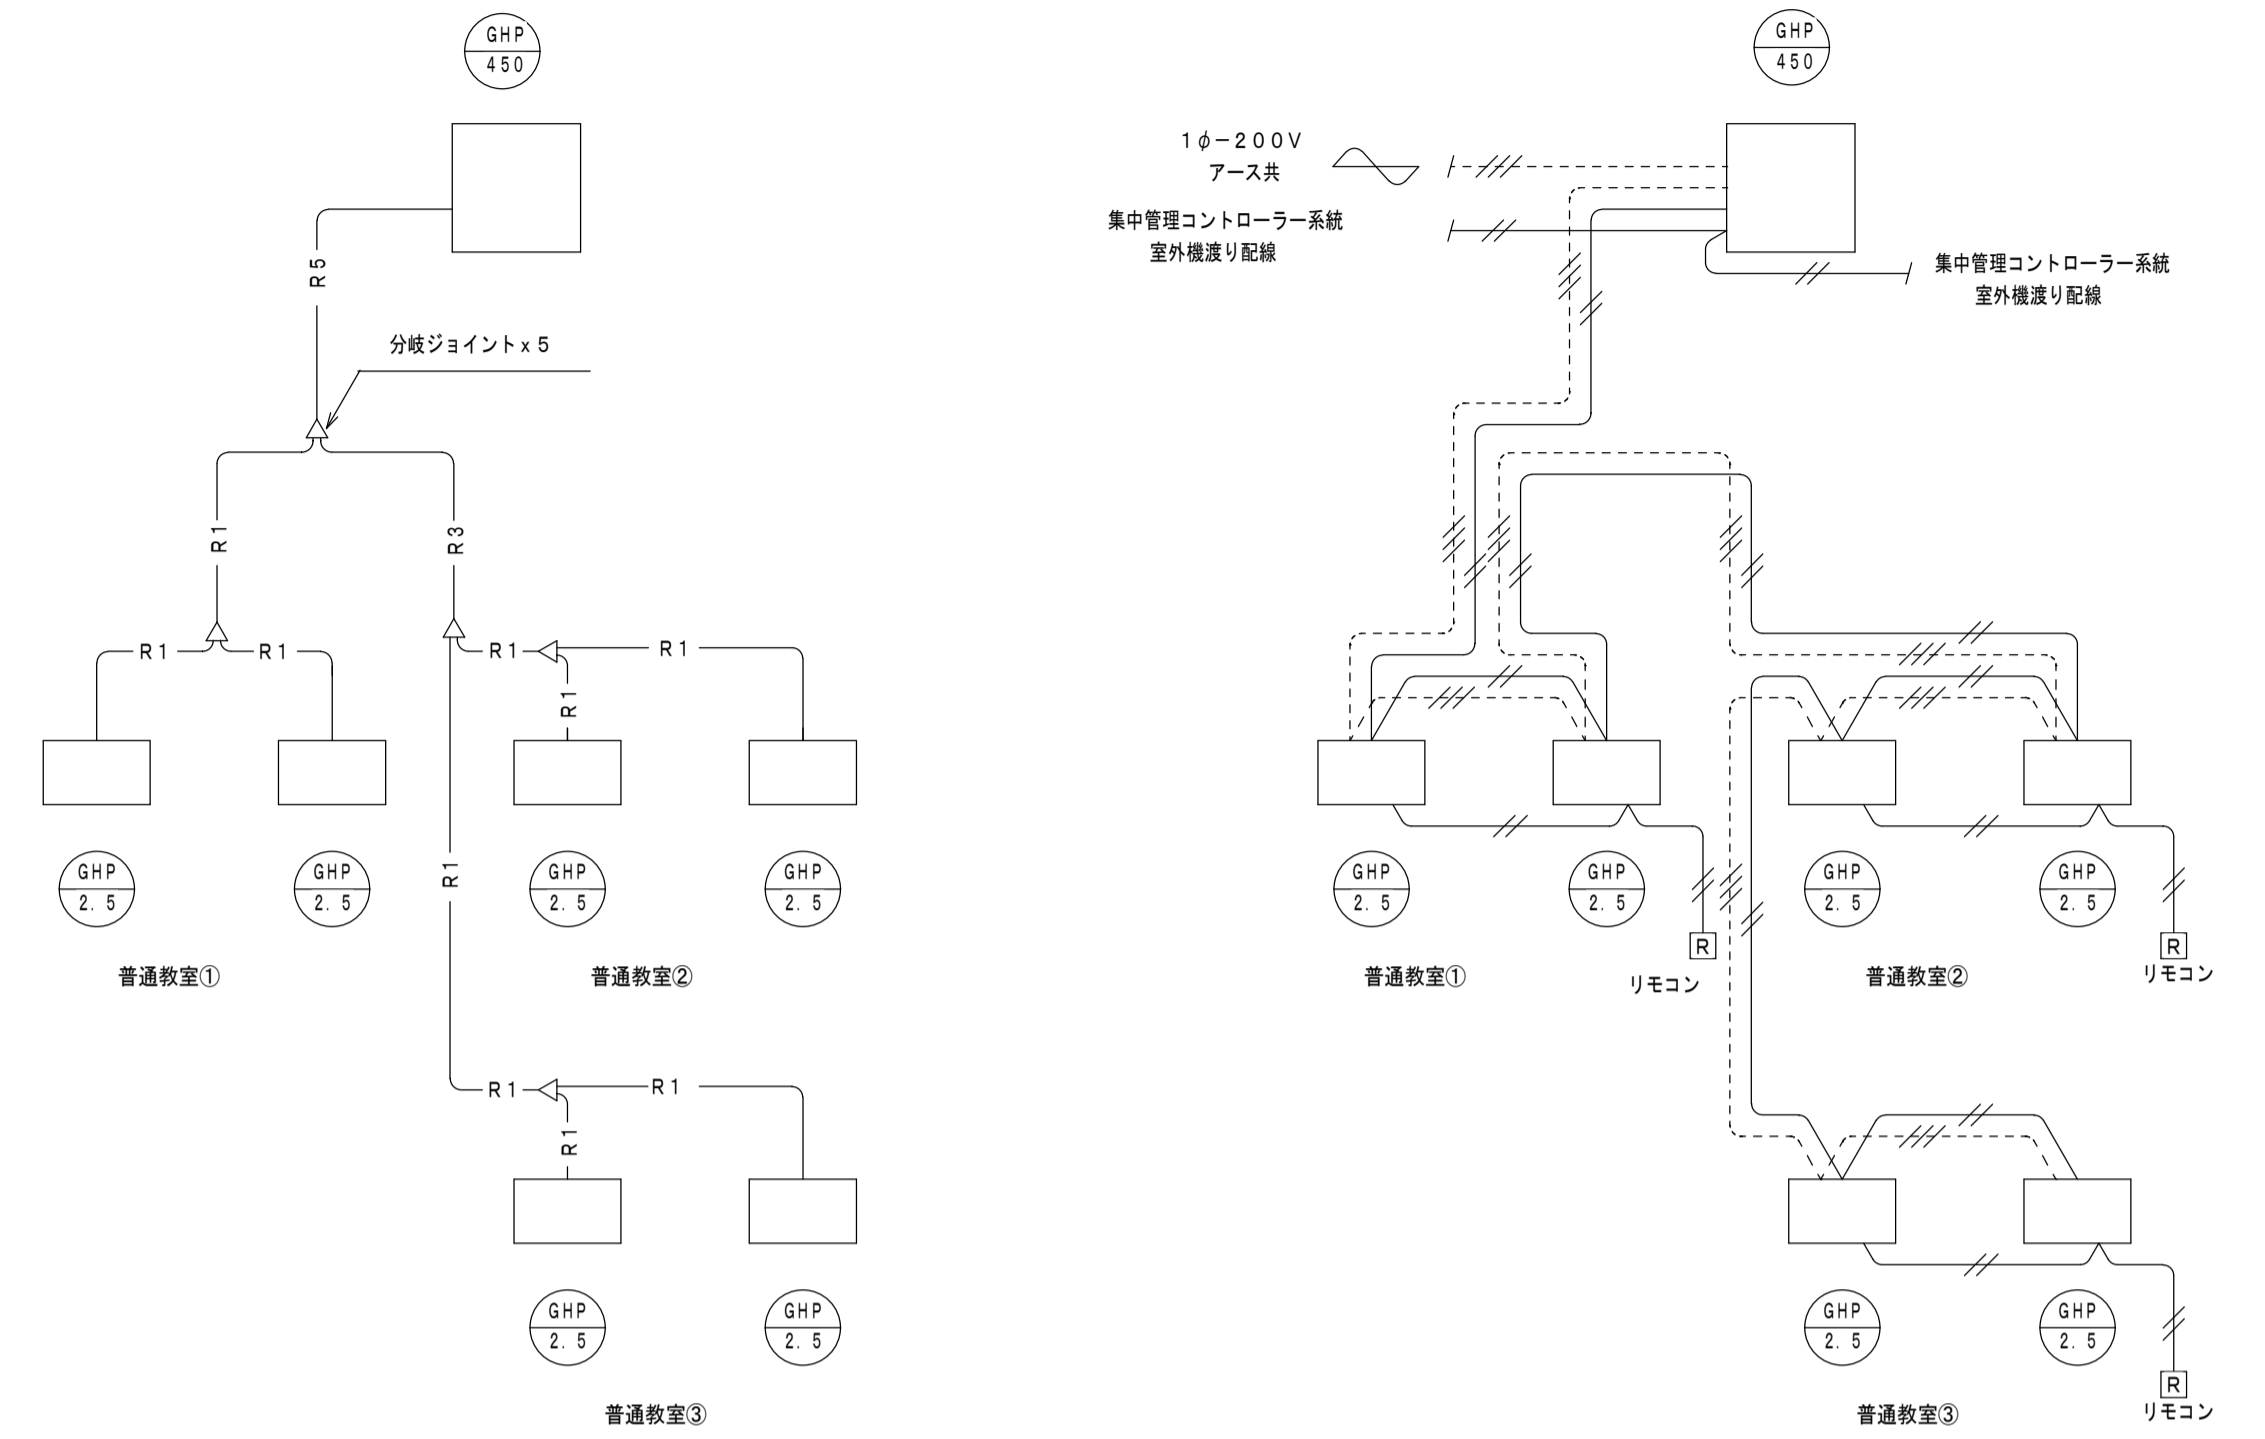 GHP
450
R5
分岐ジョイントx5
R1
R3
R1
R1
R1
R1
R1
GHP
2.5
GHP
2.5
GHP
2.5
GHP
2.5
R1
普通教室①
普通教室②
R1
R1
R1
GHP
2.5
GHP
2.5
普通教室③
GHP
450
1φ−200V
アース共
集中管理コントローラー系統
室外機渡り配線
集中管理コントローラー系統
室外機渡り配線
GHP
2.5
GHP
2.5
GHP
2.5
GHP
2.5
R
リモコン
R
リモコン
普通教室①
普通教室②
GHP
2.5
GHP
2.5
R
リモコン
普通教室③